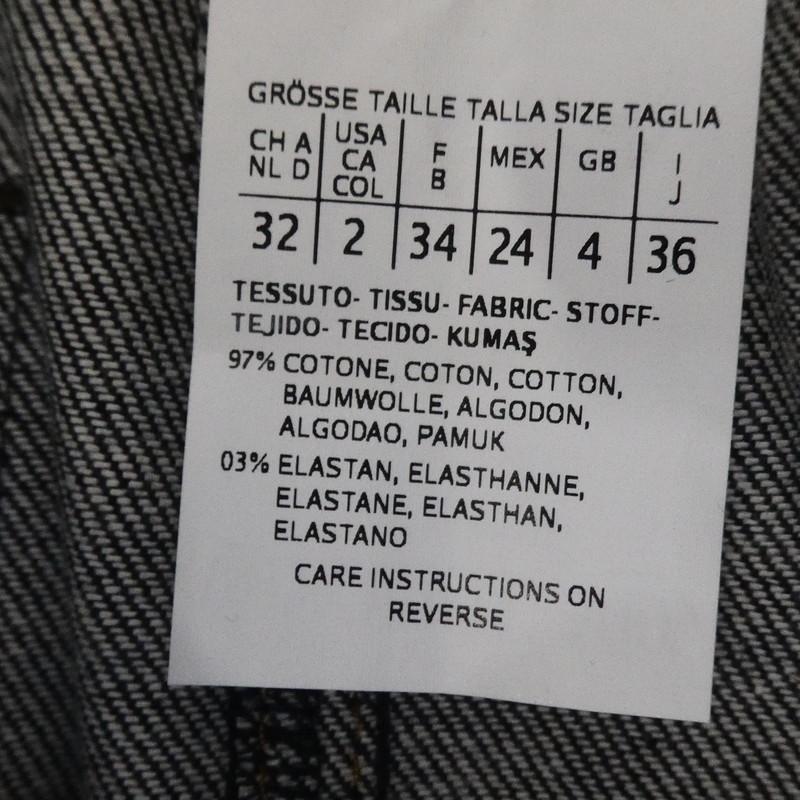 GRÖSSE TAILLE TALLA SIZE TAGLIA
CH A NL D USA CA COL F B MEX GB I J
32 2 34 24 4 36
TESSUTO- TISSU- FABRIC- STOFF-
TEJIDO- TECIDO- KUMAŞ
97% COTONE, COTON, COTTON,
BAUMWOLLE, ALGODON,
ALGODAO, PAMUK
03% ELASTAN, ELASTHANNE,
ELASTANE, ELASTHAN,
ELASTANO
CARE INSTRUCTIONS ON
REVERSE